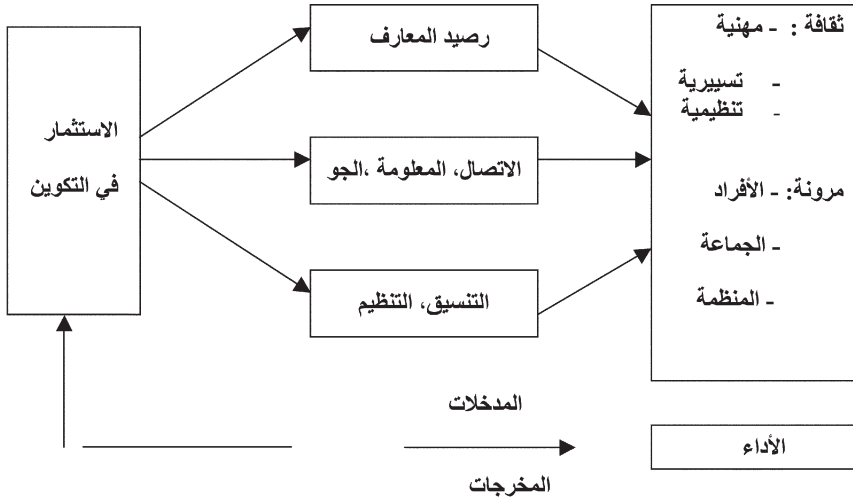 رصيد المعارف
ثقافة : - مهنية
- تسييرية
- تنظيمية
الاستثمار
في التكوين
الاتصال، المعلومة ،الجو
مرونة: - الأفراد
- الجماعة
- المنظمة
التنسيق، التنظيم
المدخلات
الأداء
المخرجات